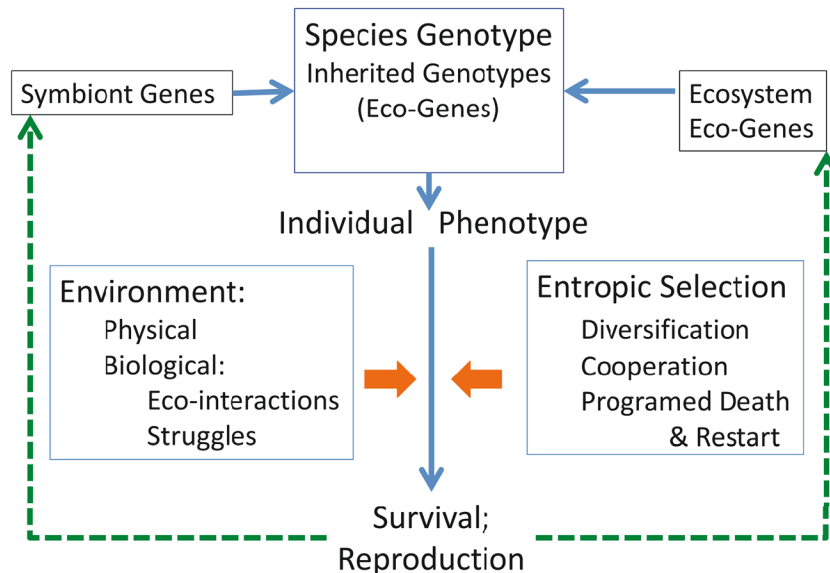 Species Genotype
Inherited Genotypes
(Eco-Genes)
Symbiont Genes
Ecosystem
Eco-Genes
Individual Phenotype
Environment:
Physical
Biological:
Eco-interactions
Struggles
Entropic Selection
Diversification
Cooperation
Programed Death
& Restart
Survival;
Reproduction